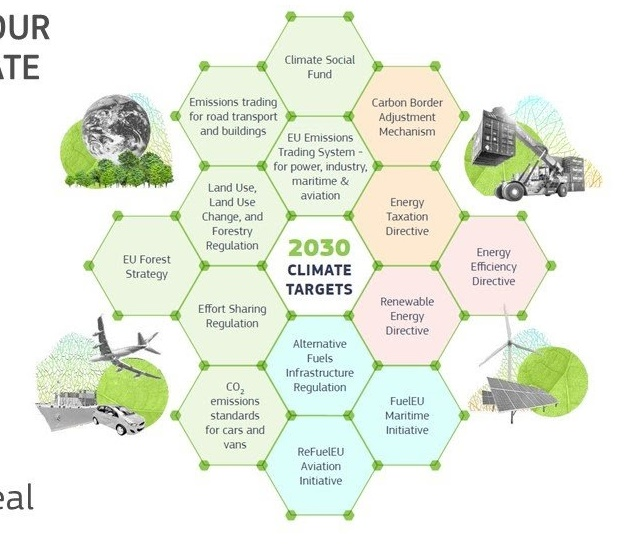 OUR
ATE
Climate Social
Fund
Emissions trading
for road transport
and buildings
Carbon Border
Adjustment
Mechanism
EU Emissions
Trading System –
for power, industry,
maritime &
aviation
Land Use,
Land Use
Change, and
Forestry
Regulation
Energy
Taxation
Directive
EU Forest
Strategy
2030
CLIMATE
TARGETS
Energy
Efficiency
Directive
Effort Sharing
Regulation
Renewable
Energy
Directive
Alternative
Fuels
Infrastructure
Regulation
CO₂
emissions
standards
for cars and
vans
FuelEU
Maritime
Initiative
ReFuelEU
Aviation
Initiative
eal